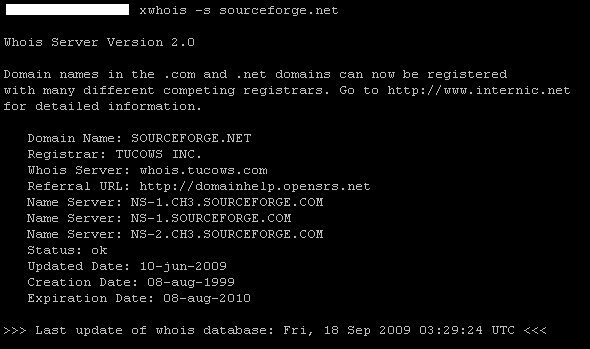 xwhois -s sourceforge.net
Whois Server Version 2.0
Domain names in the .com and .net domains can now be registered
with many different competing registrars. Go to http://www.internic.net
for detailed information.
Domain Name: SOURCEFORGE.NET
Registrar: TUCOWS INC.
Whois Server: whois.tucows.com
Referral URL: http://domainhelp.opensrs.net
Name Server: NS-1.CH3.SOURCEFORGE.COM
Name Server: NS-1.SOURCEFORGE.COM
Name Server: NS-2.CH3.SOURCEFORGE.COM
Status: ok
Updated Date: 10-jun-2009
Creation Date: 08-aug-1999
Expiration Date: 08-aug-2010
>>> Last update of whois database: Fri, 18 Sep 2009 03:29:24 UTC <<<